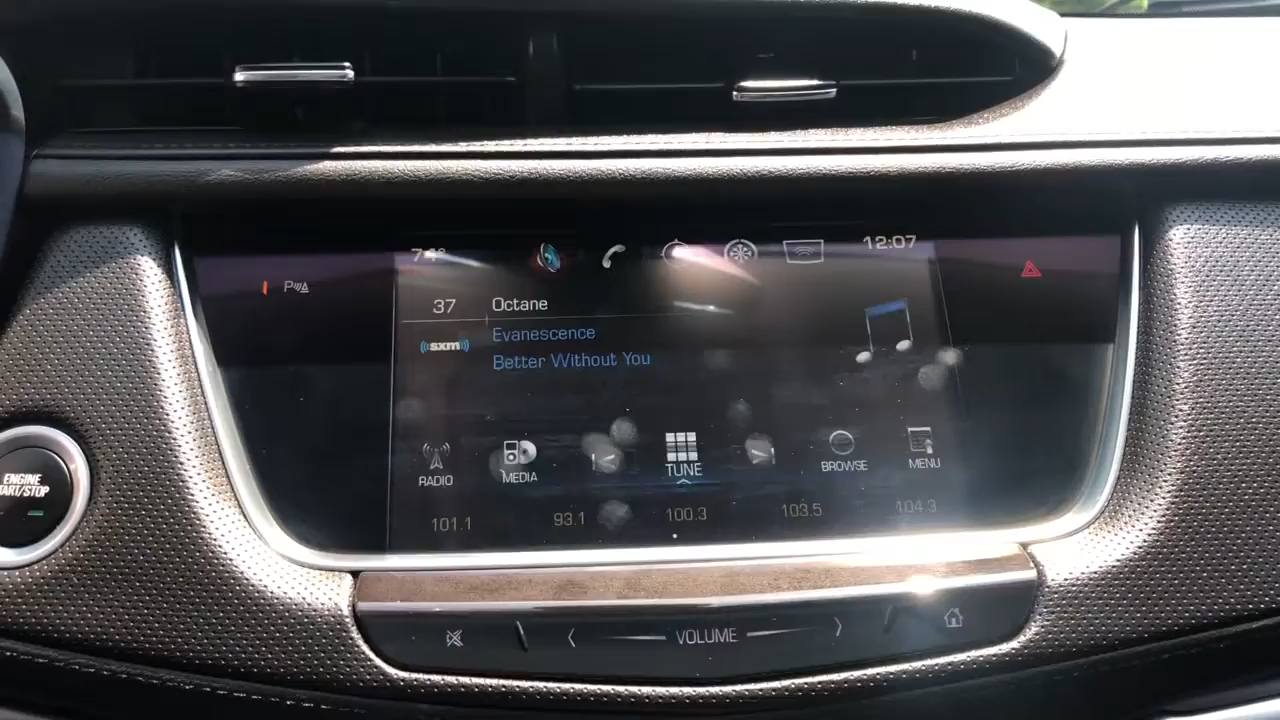 74°
12:07
P
37
Octane
((sxm))
Evanescence
Better Without You
RADIO
MEDIA
TUNE
BROWSE
MENU
101.1
93.1
100.3
103.5
104.3
ENGINE
START/STOP
VOLUME